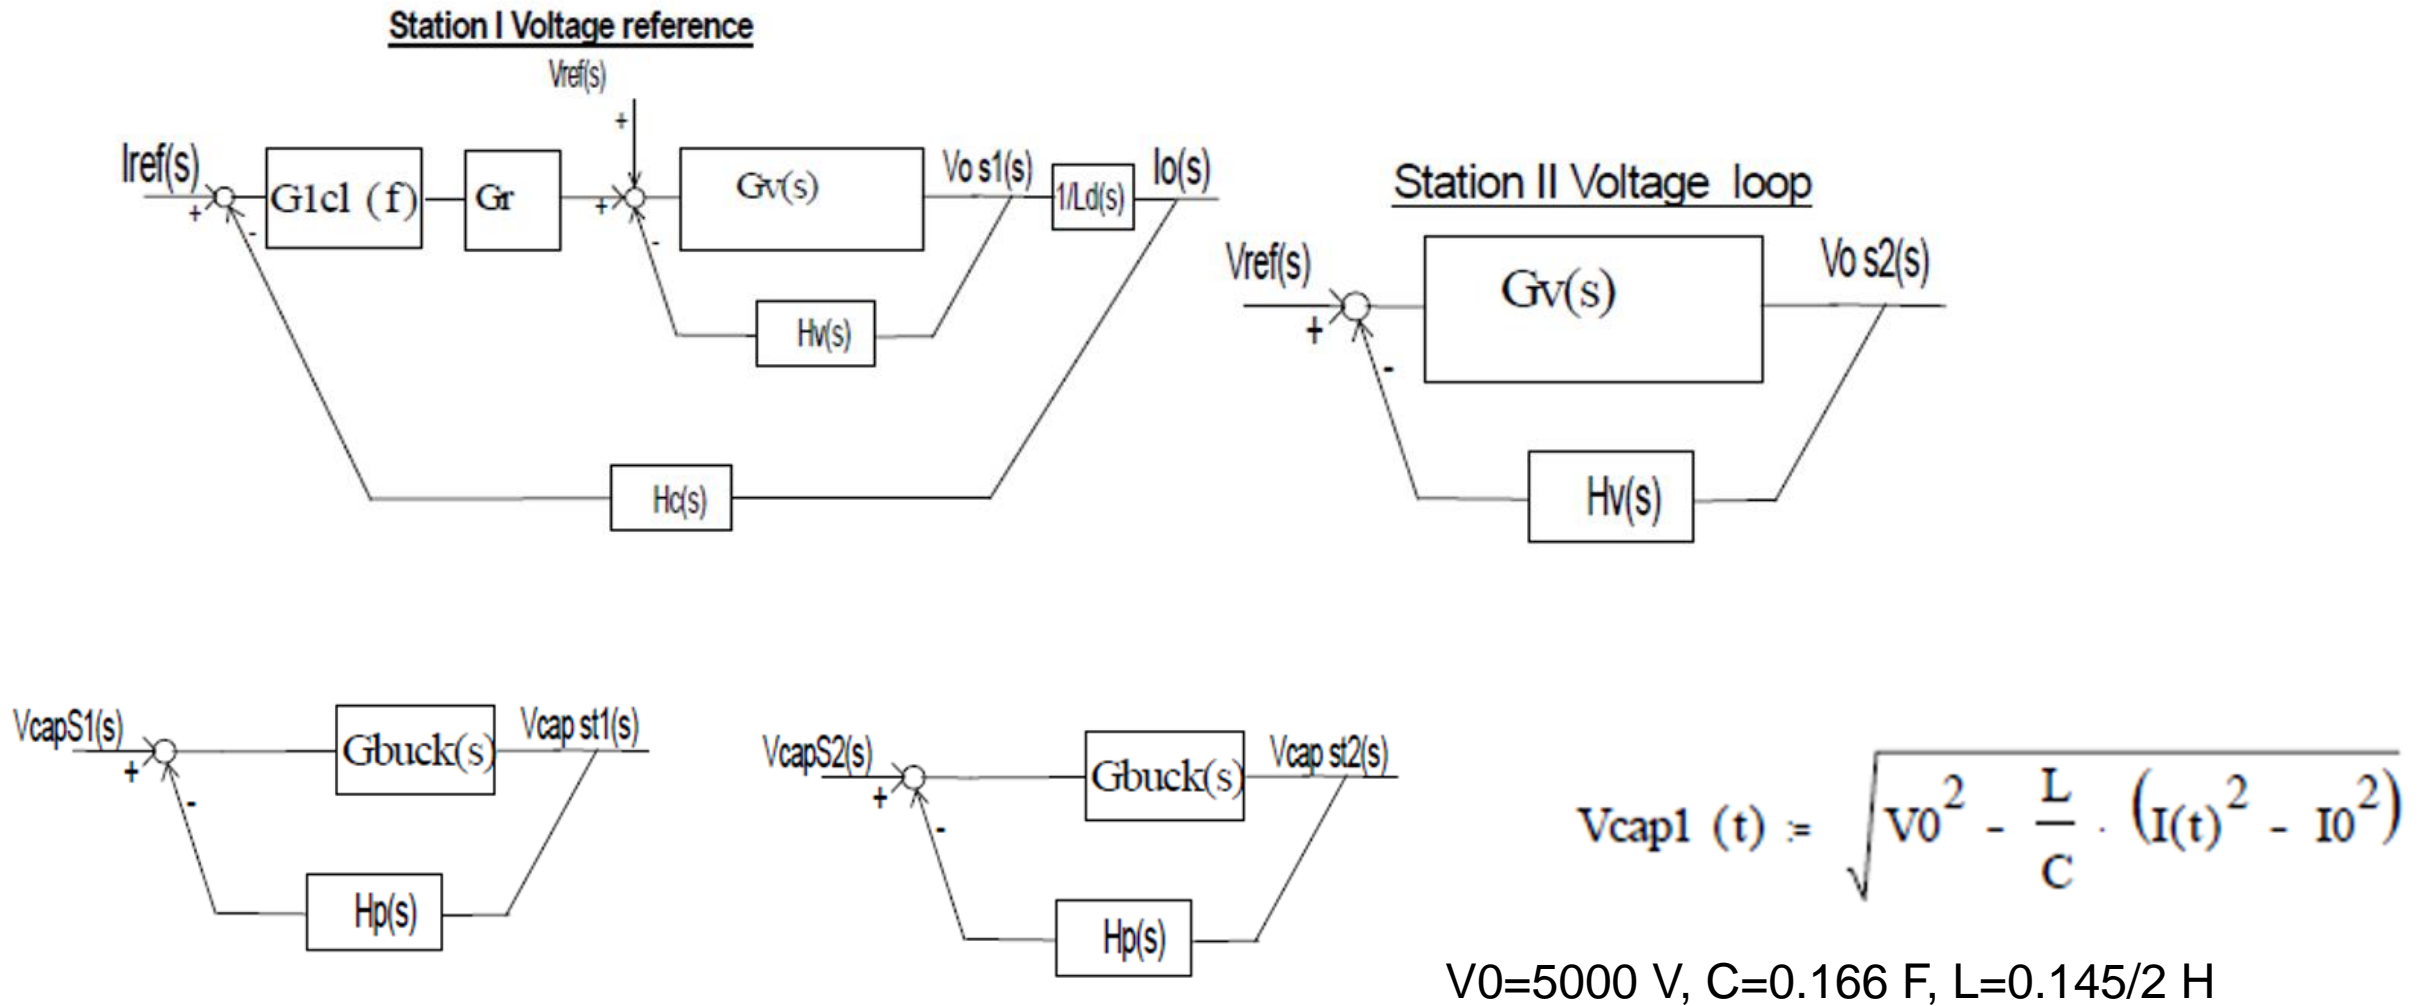 Station I Voltage reference
Vref(s)
+
Iref(s)
+
-
G1cl (f)
Gr
+
-
Gv(s)
Vo s1(s)
1/Ld(s)
Io(s)
Hv(s)
Hc(s)
Station II Voltage loop
Vref(s)
+
-
Gv(s)
Vo s2(s)
Hv(s)
VcapS1(s)
+
-
Gbuck(s)
Vcap st1(s)
Hp(s)
VcapS2(s)
+
-
Gbuck(s)
Vcap st2(s)
Hp(s)
Vcap1 (t) := √(V0² - L/C · (I(t)² - I0²))
V0=5000 V, C=0.166 F, L=0.145/2 H